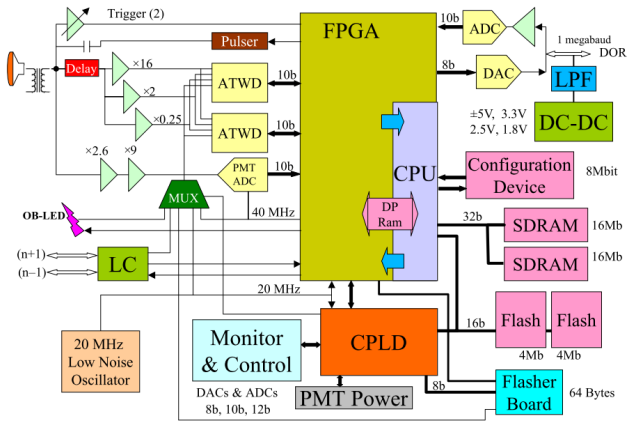 Trigger (2)
FPGA
10b
ADC
Pulser
1 megabaud
DOR
Delay
×16
8b
DAC
LPF
ATWD
10b
×2
±5V, 3.3V
2.5V, 1.8V
DC-DC
×0.25
ATWD
10b
×2.6
×9
PMT
ADC
10b
CPU
Configuration
Device
8Mbit
MUX
DP
Ram
OB-LED
40 MHz
32b
SDRAM
16Mb
(n+1)
(n–1)
LC
SDRAM
16Mb
20 MHz
20 MHz
Low Noise
Oscillator
Monitor
& Control
CPLD
16b
Flash
Flash
4Mb
4Mb
DACs & ADCs
8b, 10b, 12b
PMT Power
8b
Flasher
Board
64 Bytes